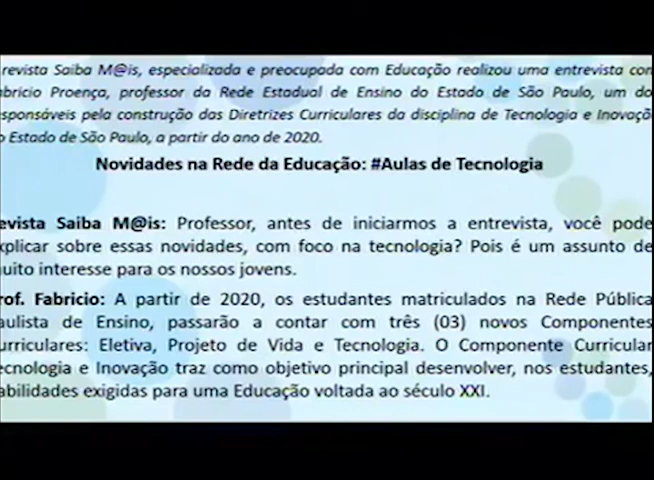 revista Saiba M@is, especializada e preocupada com Educação realizou uma entrevista con
abricio Proença, professor da Rede Estadual de Ensino do Estado de São Paulo, um do
esponsáveis pela construção das Diretrizes Curriculares da disciplina de Tecnologia e Inovaçã
o Estado de São Paulo, a partir do ano de 2020.
Novidades na Rede da Educação: #Aulas de Tecnologia
evista Saiba M@is: Professor, antes de iniciarmos a entrevista, você pode
xplicar sobre essas novidades, com foco na tecnologia? Pois é um assunto de
uito interesse para os nossos jovens.
rof. Fabricio: A partir de 2020, os estudantes matriculados na Rede Pública
aulista de Ensino, passarão a contar com três (03) novos Componentes
urriculares: Eletiva, Projeto de Vida e Tecnologia. O Componente Curricular
ecnologia e Inovação traz como objetivo principal desenvolver, nos estudantes,
abilidades exigidas para uma Educação voltada ao século XXI.